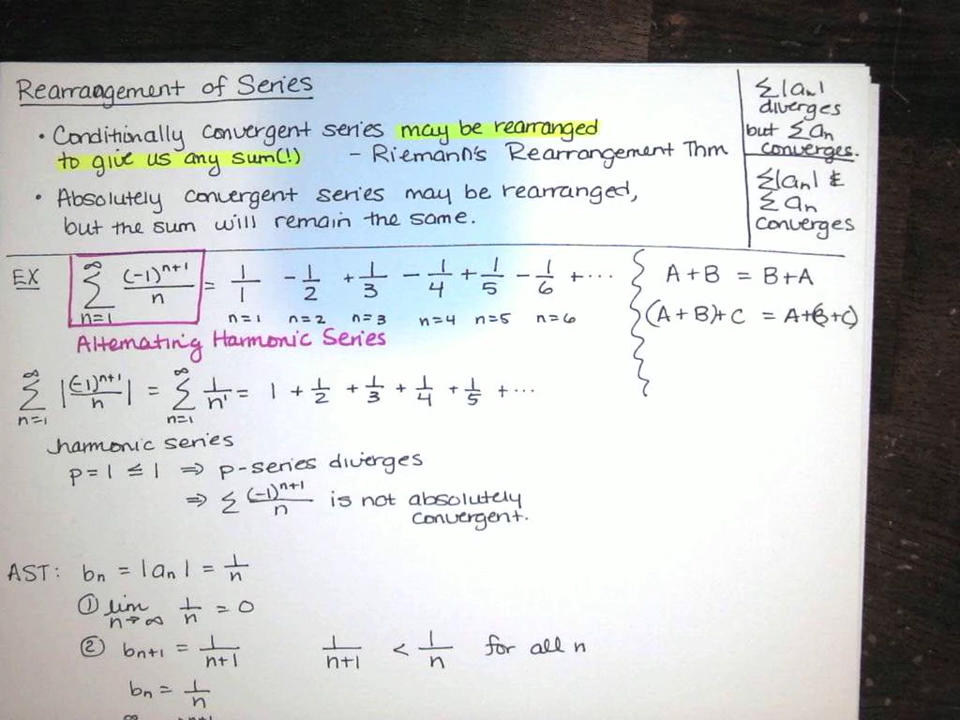 Rearrangement of Series
• Conditionally convergent series may be rearranged
to give us any sum(!) - Riemann's Rearrangement Thm
• Absolutely convergent series may be rearranged,
but the sum will remain the same.
Σ|aₙ|
diverges
but Σaₙ
converges.
Σ|aₙ| &
Σ aₙ
converges
EX ∞ Σ n=1 (-1)ⁿ⁺¹/n = 1/1 - 1/2 + 1/3 - 1/4 + 1/5 - 1/6 + ⋯
n=1 n=2 n=3 n=4 n=5 n=6
Alternating Harmonic Series
A+B = B+A
(A+B)+C = A+(B+C)
∞ Σ n=1 |(-1)ⁿ⁺¹/n| = ∞ Σ n=1 1/n¹ = 1 + 1/2 + 1/3 + 1/4 + 1/5 + ⋯
harmonic series
p=1 ≤ 1 ⇒ p-series diverges
⇒ Σ (-1)ⁿ⁺¹/n is not absolutely
convergent.
AST: bₙ = |aₙ| = 1/n
① lim n→∞ 1/n = 0
② bₙ₊₁ = 1/(n+1) 1/(n+1) < 1/n for all n
bₙ = 1/n